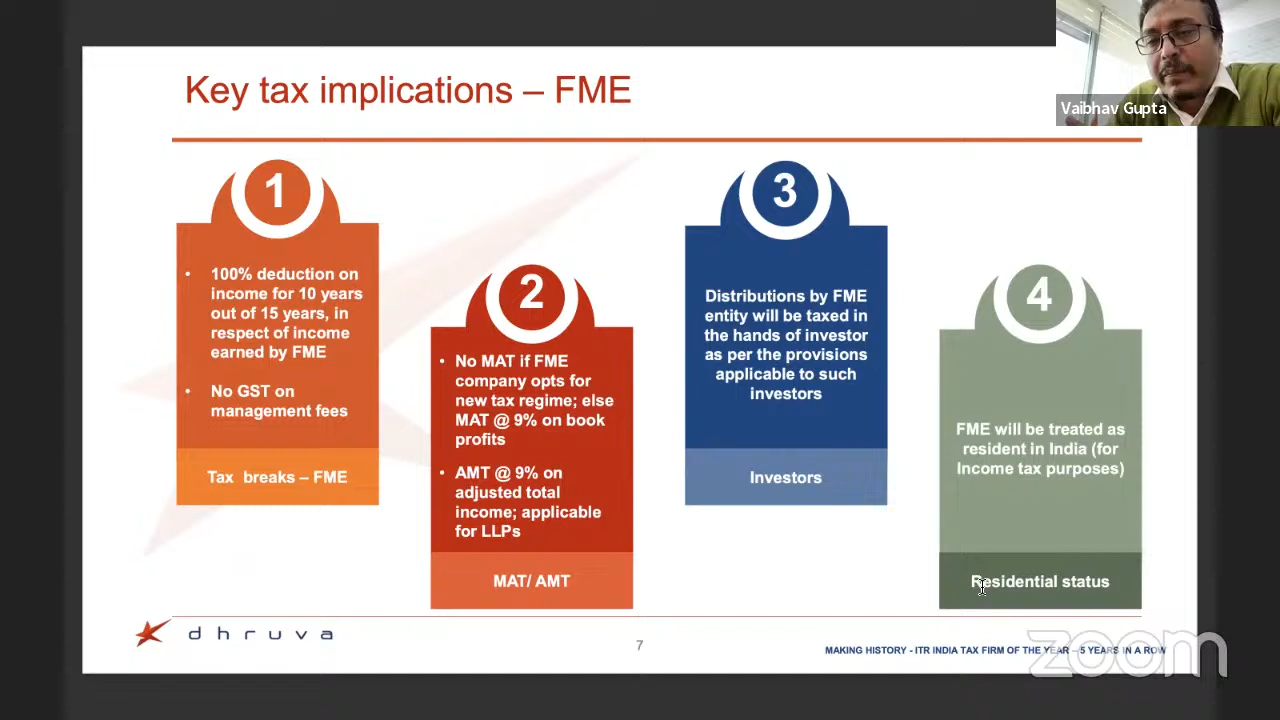 Key tax implications – FME
Vaibhav Gupta
1
• 100% deduction on
income for 10 years
out of 15 years, in
respect of income
earned by FME
• No GST on
management fees
Tax breaks – FME
2
• No MAT if FME
company opts for
new tax regime; else
MAT @ 9% on book
profits
• AMT @ 9% on
adjusted total
income; applicable
for LLPs
MAT/ AMT
3
Distributions by FME
entity will be taxed in
the hands of investor
as per the provisions
applicable to such
investors
Investors
4
FME will be treated as
resident in India (for
Income tax purposes)
Residential status
dhruva
7
MAKING HISTORY - ITR INDIA TAX FIRM OF THE YEAR – 5 YEARS IN A ROW
zoom